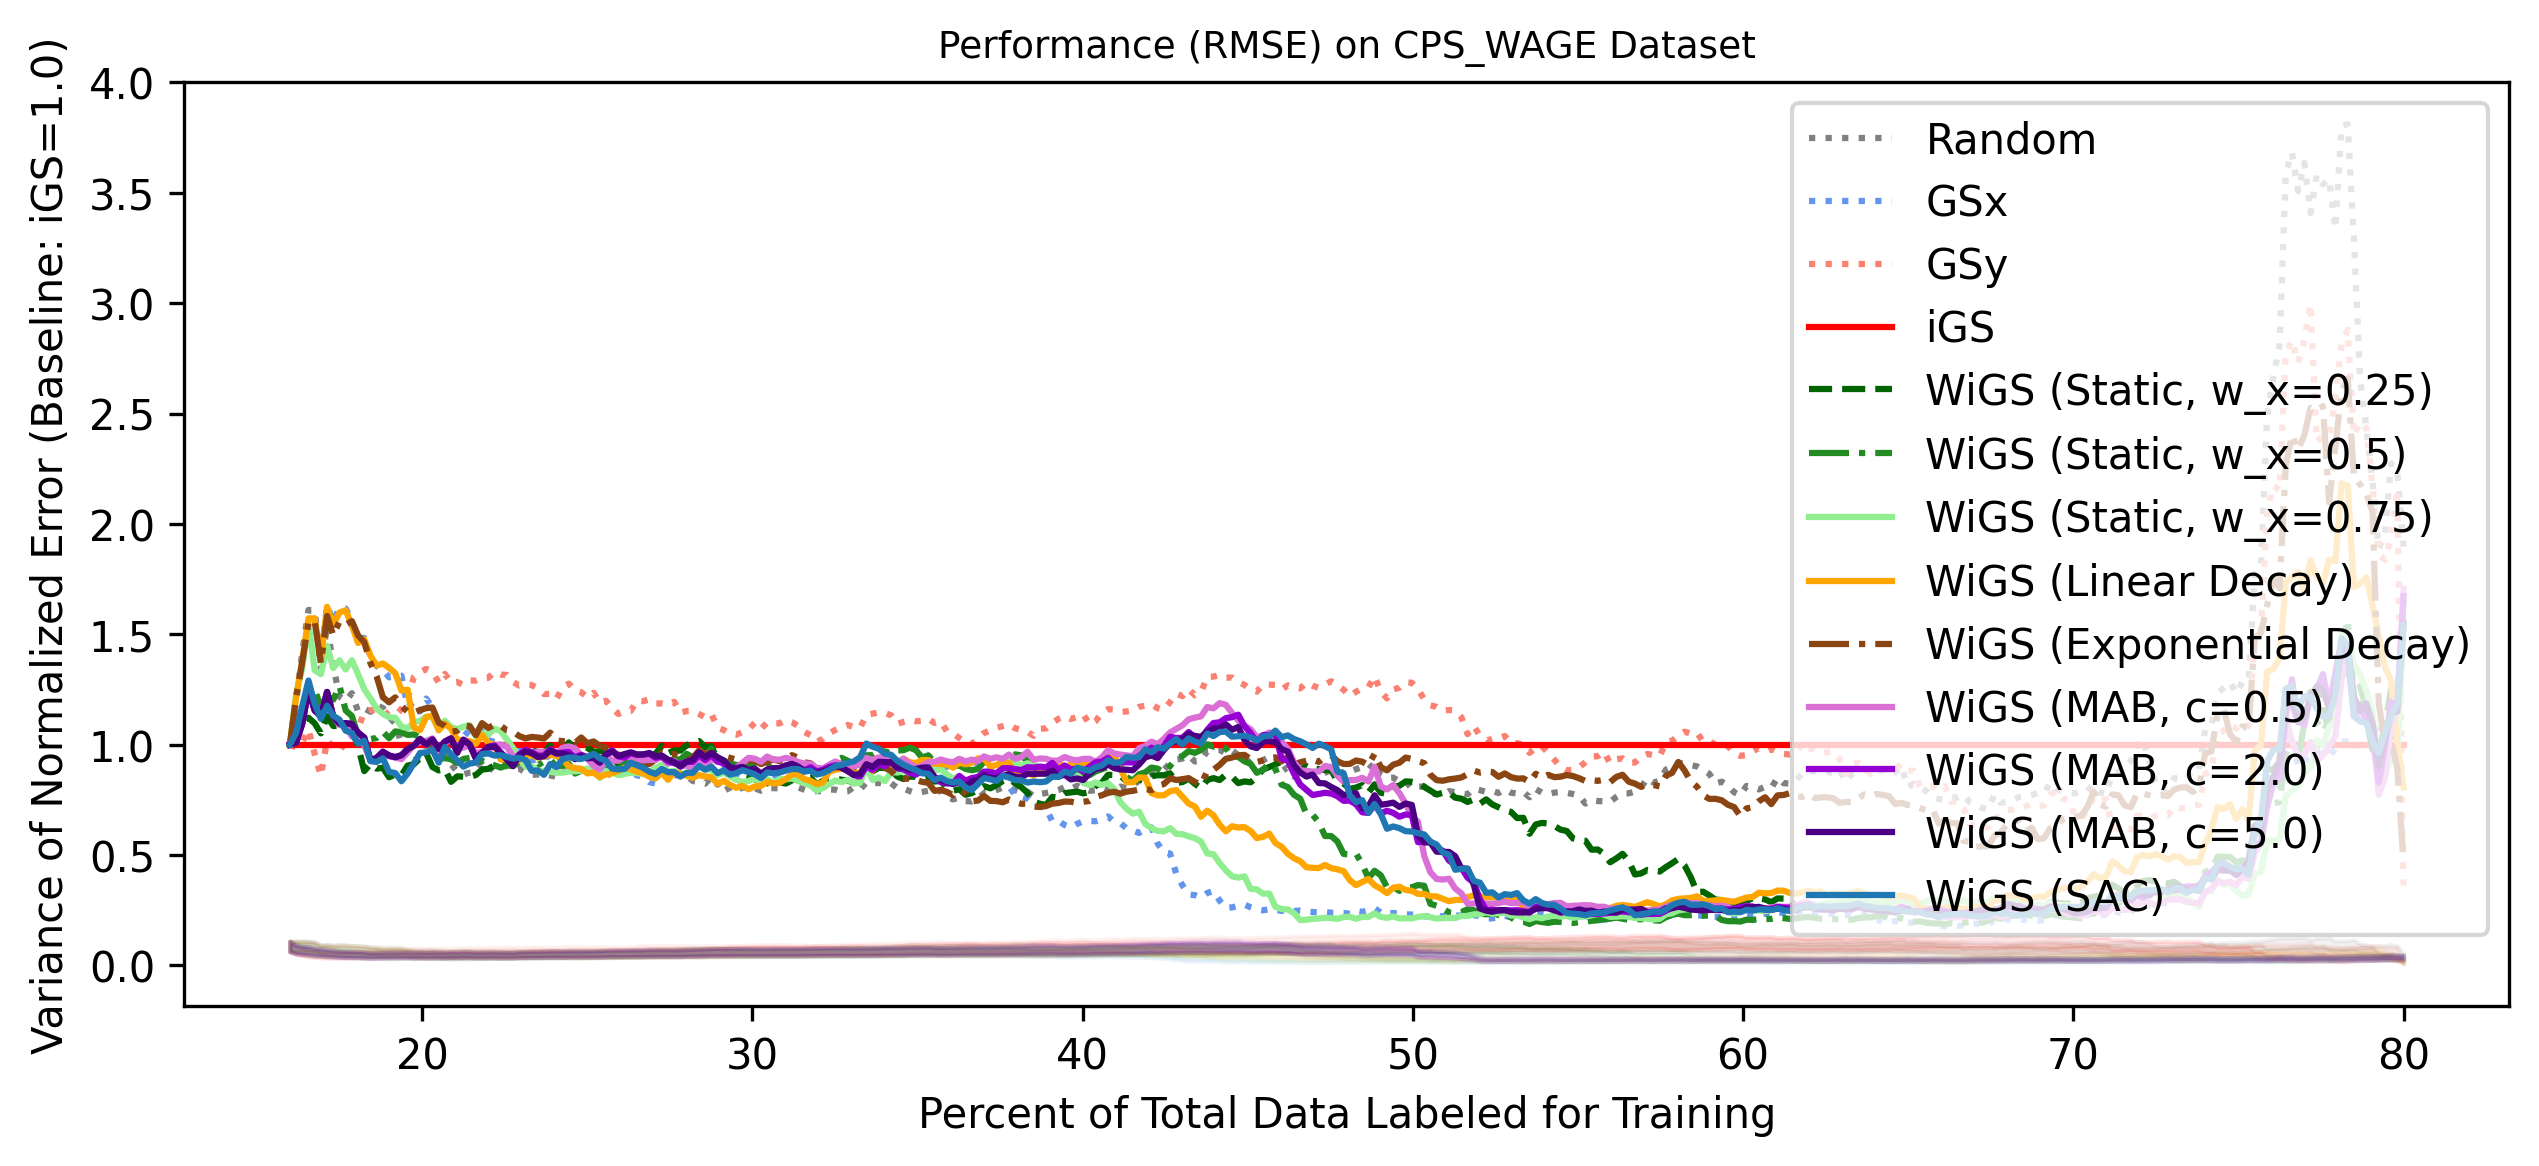 Performance (RMSE) on CPS_WAGE Dataset
Variance of Normalized Error (Baseline: iGS=1.0)
4.0
3.5
3.0
2.5
2.0
1.5
1.0
0.5
0.0
Random
GSx
GSy
iGS
WiGS (Static, w_x=0.25)
WiGS (Static, w_x=0.5)
WiGS (Static, w_x=0.75)
WiGS (Linear Decay)
WiGS (Exponential Decay)
WiGS (MAB, c=0.5)
WiGS (MAB, c=2.0)
WiGS (MAB, c=5.0)
WiGS (SAC)
20 30 40 50 60 70 80
Percent of Total Data Labeled for Training